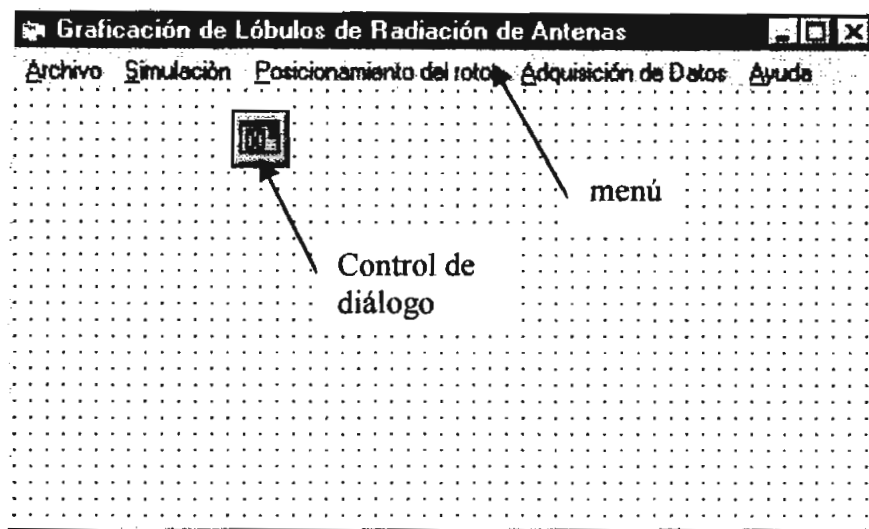 Graficación de Lóbulos de Radiación de Antenas
Archivo Simulación Posicionamiento del rotor Adquisición de Datos Ayuda
menú
Control de
diálogo